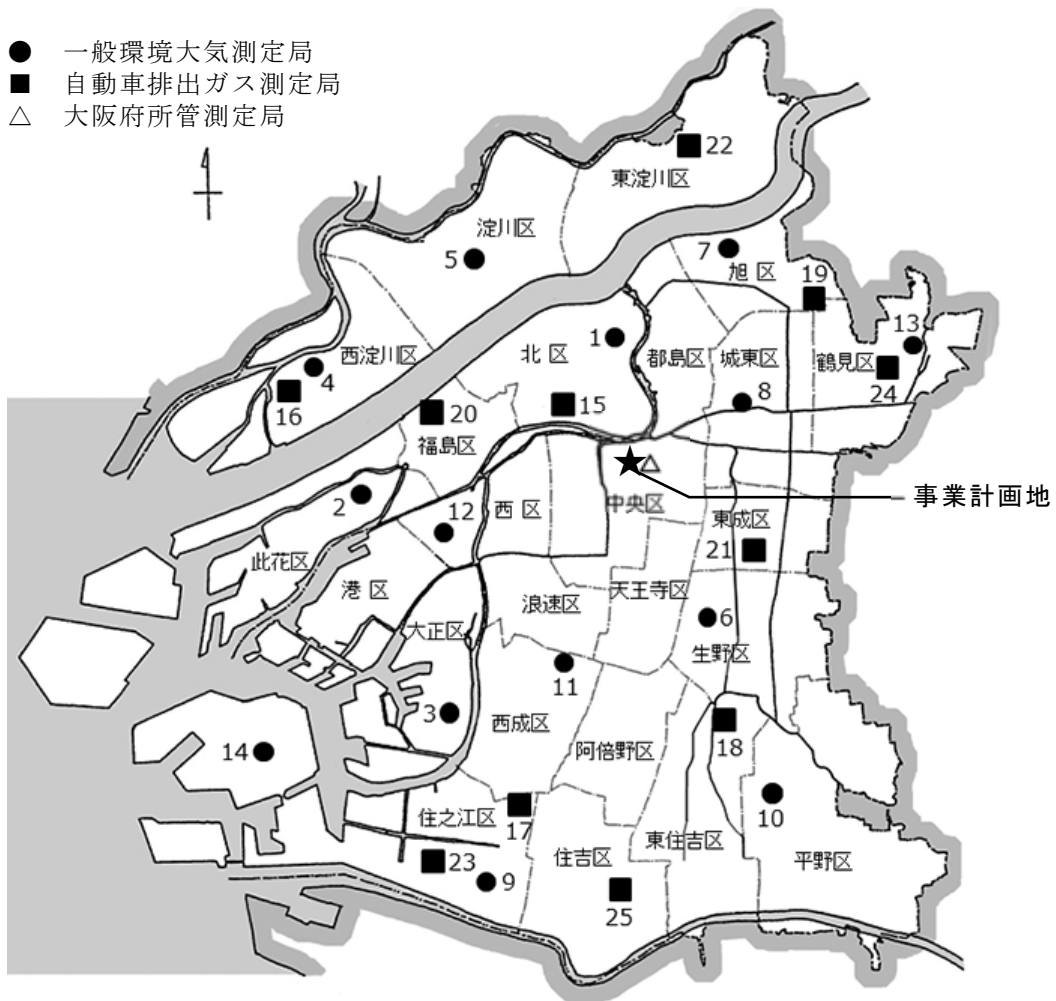 ● 一般環境大気測定局
■ 自動車排出ガス測定局
△ 大阪府所管測定局
22
東淀川区
淀川区
5
7
旭区
19
1
13
西淀川区
北区
都島区
城東区
鶴見区
4
16
20
15
8
24
福島区
事業計画地
2
12
西区
中央区
東成区
21
此花区
港区
浪速区
天王寺区
大正区
6
生野区
11
3
西成区
18
14
阿倍野区
10
住之江区
17
東住吉区
住吉区
平野区
23
9
25